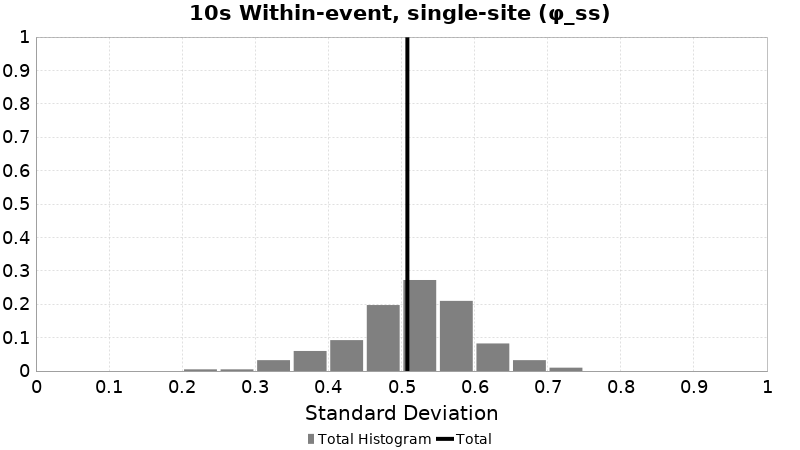 10s Within-event, single-site (φ_ss)
1
0.9
0.8
0.7
0.6
0.5
0.4
0.3
0.2
0.1
0
0 0.1 0.2 0.3 0.4 0.5 0.6 0.7 0.8 0.9 1
Standard Deviation
Total Histogram Total